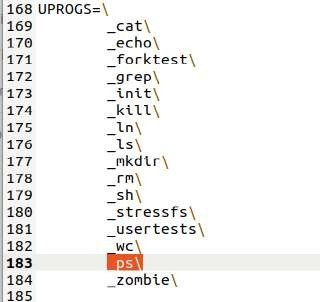 168 UPROGS=\
169 _cat\
170 _echo\
171 _forktest\
172 _grep\
173 _init\
174 _kill\
175 _ln\
176 _ls\
177 _mkdir\
178 _rm\
179 _sh\
180 _stressfs\
181 _usertests\
182 _wc\
183 _ps\
184 _zombie\
185